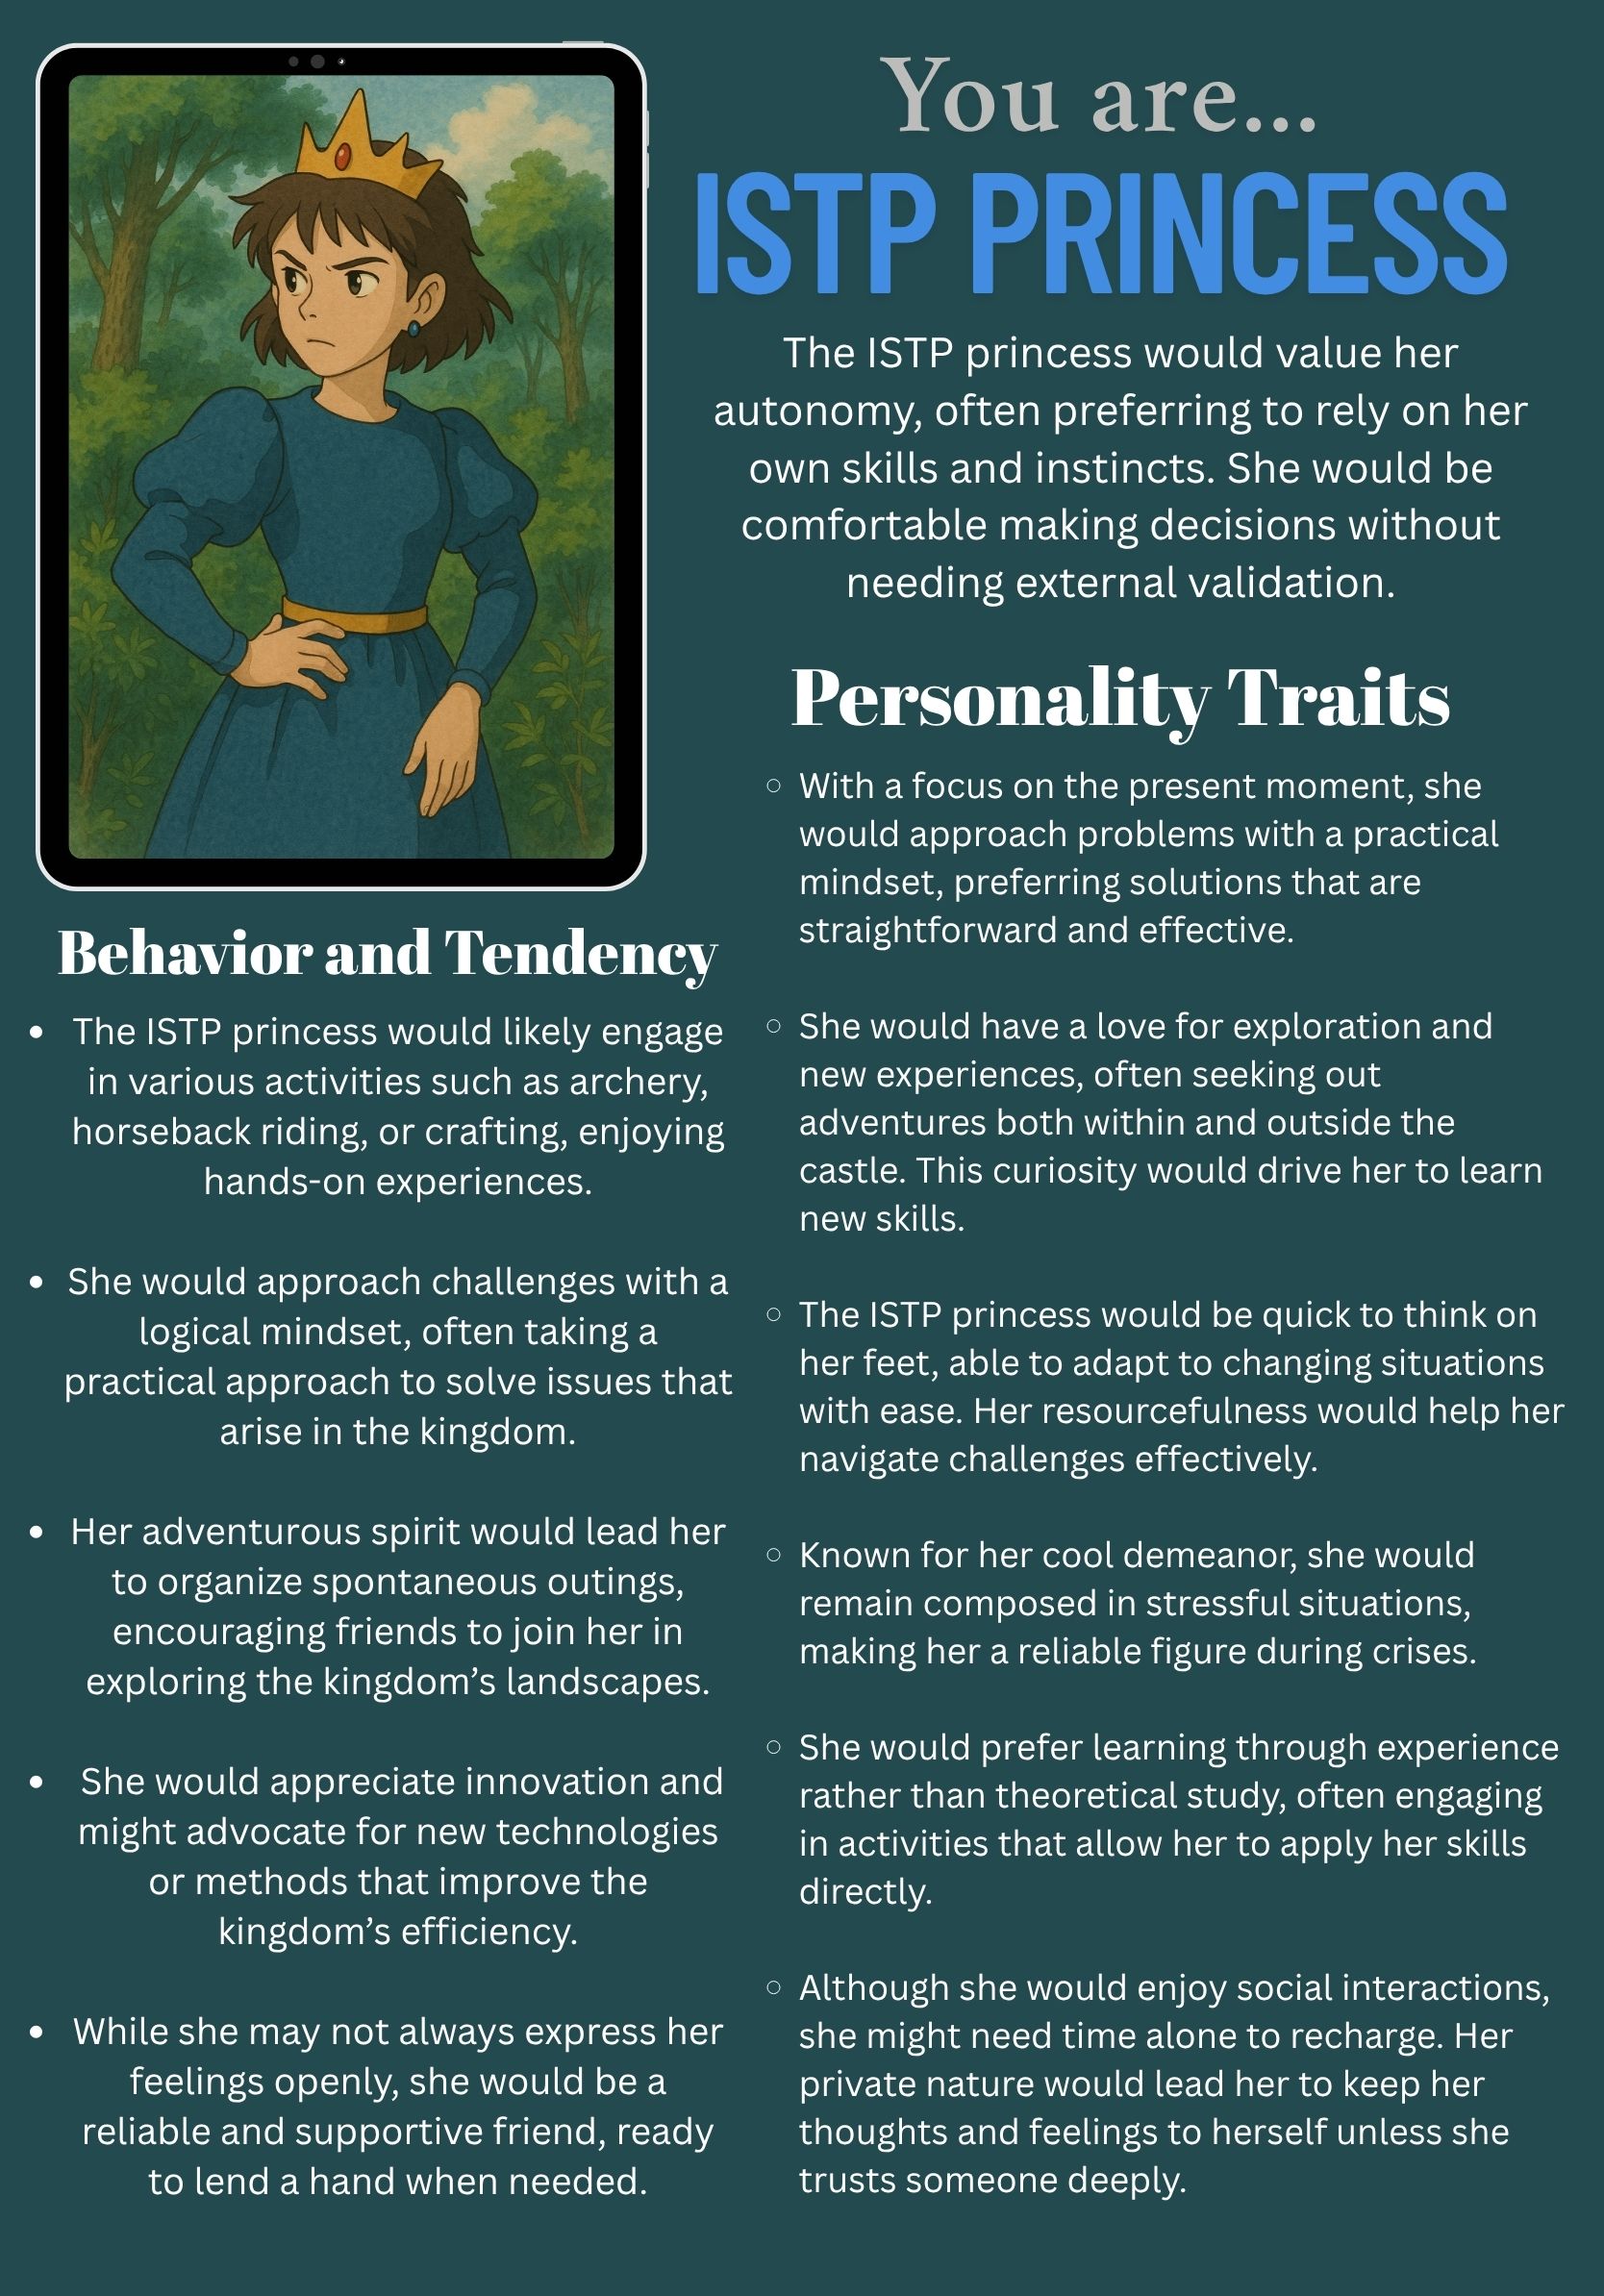 You are...
ISTP PRINCESS
The ISTP princess would value her
autonomy, often preferring to rely on her
own skills and instincts. She would be
comfortable making decisions without
needing external validation.
Personality Traits
◦ With a focus on the present moment, she
would approach problems with a practical
mindset, preferring solutions that are
straightforward and effective.
◦ She would have a love for exploration and
new experiences, often seeking out
adventures both within and outside the
castle. This curiosity would drive her to learn
new skills.
◦ The ISTP princess would be quick to think on
her feet, able to adapt to changing situations
with ease. Her resourcefulness would help her
navigate challenges effectively.
◦ Known for her cool demeanor, she would
remain composed in stressful situations,
making her a reliable figure during crises.
◦ She would prefer learning through experience
rather than theoretical study, often engaging
in activities that allow her to apply her skills
directly.
◦ Although she would enjoy social interactions,
she might need time alone to recharge. Her
private nature would lead her to keep her
thoughts and feelings to herself unless she
trusts someone deeply.
Behavior and Tendency
• The ISTP princess would likely engage
in various activities such as archery,
horseback riding, or crafting, enjoying
hands-on experiences.
• She would approach challenges with a
logical mindset, often taking a
practical approach to solve issues that
arise in the kingdom.
• Her adventurous spirit would lead her
to organize spontaneous outings,
encouraging friends to join her in
exploring the kingdom’s landscapes.
• She would appreciate innovation and
might advocate for new technologies
or methods that improve the
kingdom’s efficiency.
• While she may not always express her
feelings openly, she would be a
reliable and supportive friend, ready
to lend a hand when needed.